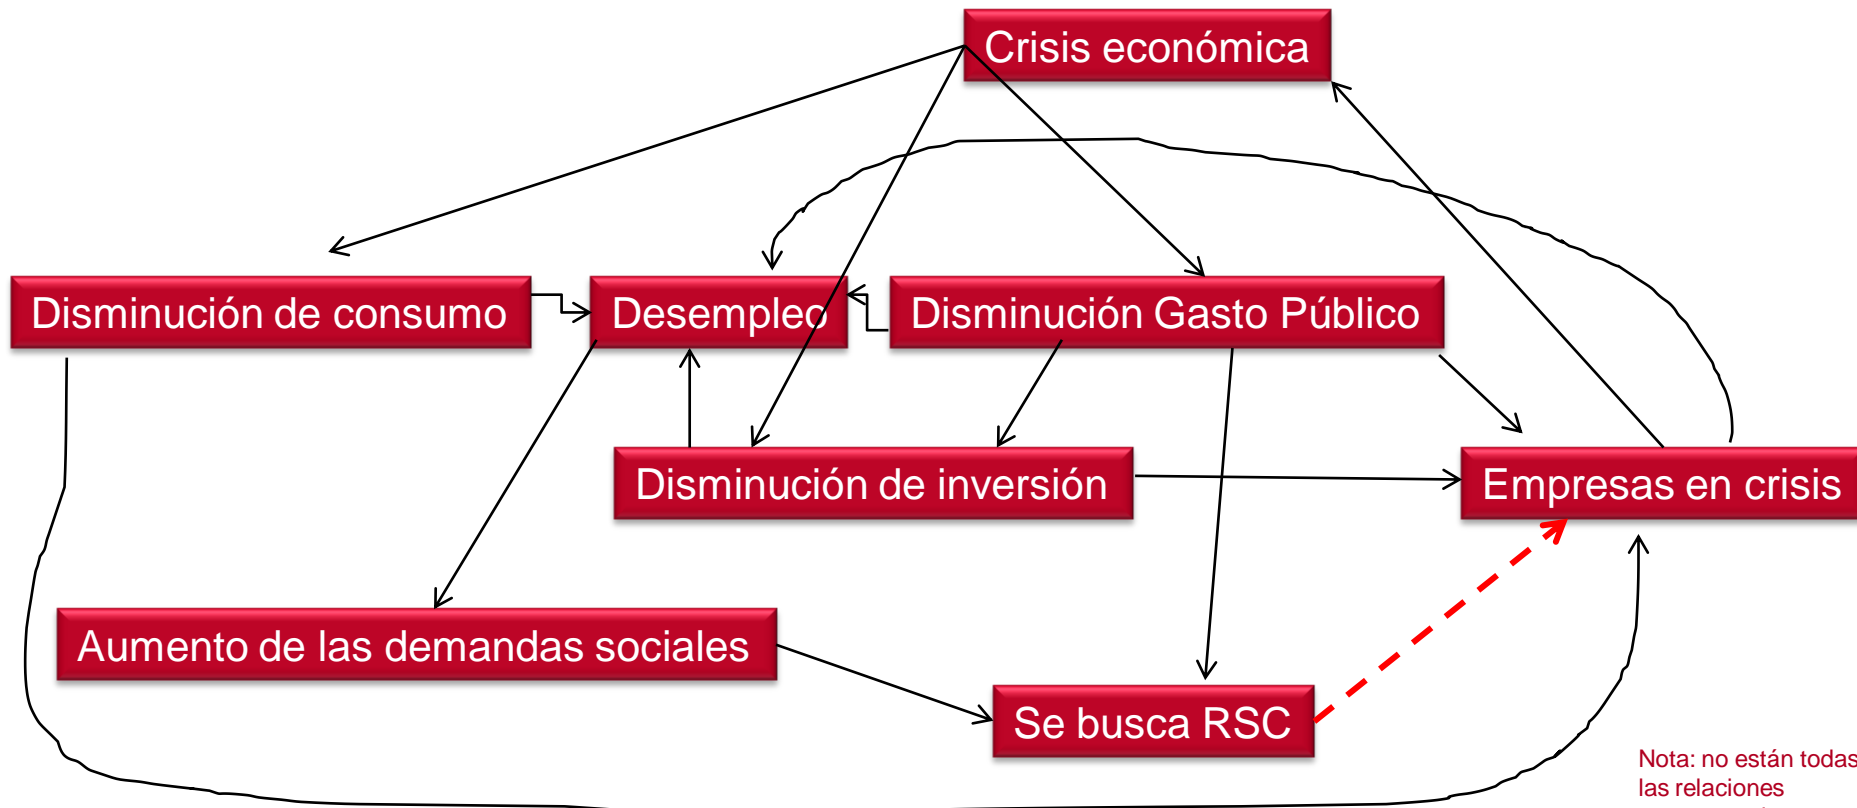 Crisis económica
Disminución de consumo
Desempleo
Disminución Gasto Público
Disminución de inversión
Empresas en crisis
Aumento de las demandas sociales
Se busca RSC
Nota: no están todas
las relaciones